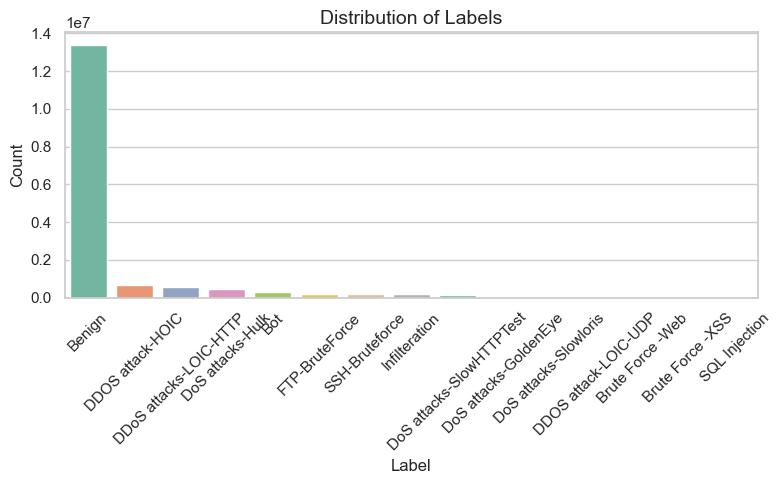 Distribution of Labels
1e7
1.4
1.2
1.0
0.8
0.6
0.4
0.2
0.0
Count
Benign
DDOS attack-HOIC
DDoS attacks-LOIC-HTTP
DoS attacks-Hulk
Bot
FTP-BruteForce
SSH-Bruteforce
Infilteration
DoS attacks-SlowHTTPTest
DoS attacks-GoldenEye
DoS attacks-Slowloris
DDOS attack-LOIC-UDP
Brute Force -Web
Brute Force -XSS
SQL Injection
Label